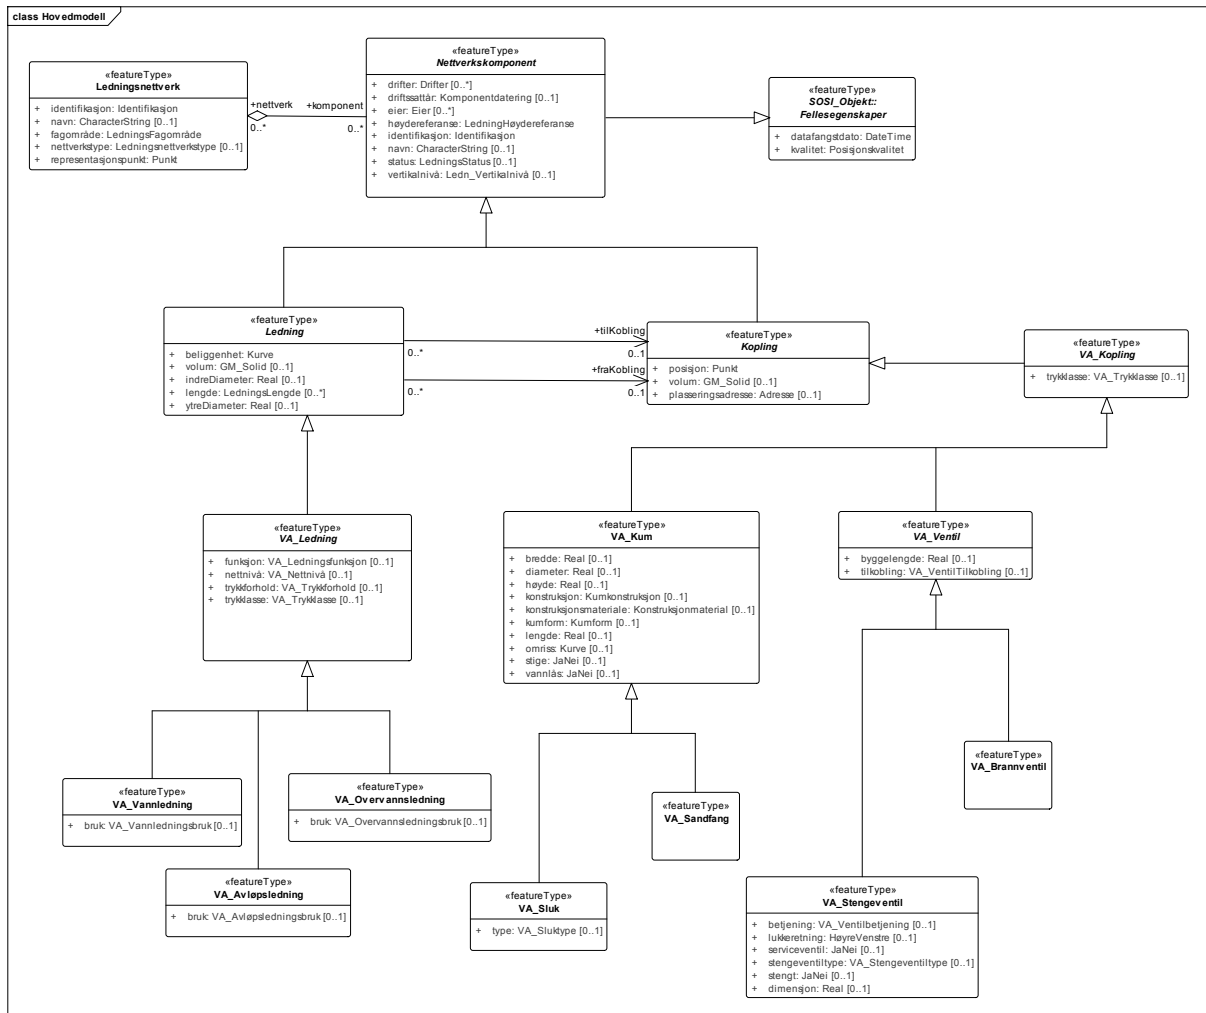 class Hovedmodell
«featureType»
Ledningsnettverk
+ identifikasjon: Identifikasjon
+ navn: CharacterString [0..1]
+ fagområde: LedningsFagområde
+ nettverkstype: Ledningsnettverkstype [0..1]
+ representasjonspunkt: Punkt
+nettverk
0..*
+komponent
0..*
«featureType»
Nettverkskomponent
+ drifter: Drifter [0..*]
+ driftssattår: Komponentdatering [0..1]
+ eier: Eier [0..*]
+ høydereferanse: LedningHøydereferanse
+ identifikasjon: Identifikasjon
+ navn: CharacterString [0..1]
+ status: LedningsStatus [0..1]
+ vertikalnivå: Ledn_Vertikalnivå [0..1]
«featureType»
SOSI_Objekt::
Fellesegenskaper
+ datafangstdato: DateTime
+ kvalitet: Posisjonskvalitet
«featureType»
Ledning
+ beliggenhet: Kurve
+ volum: GM_Solid [0..1]
+ indreDiameter: Real [0..1]
+ lengde: LedningsLengde [0..*]
+ ytreDiameter: Real [0..1]
+tilKobling
0..*
0..1
+fraKobling
0..*
0..1
«featureType»
Kopling
+ posisjon: Punkt
+ volum: GM_Solid [0..1]
+ plasseringsadresse: Adresse [0..1]
«featureType»
VA_Kopling
+ trykklasse: VA_Trykklasse [0..1]
«featureType»
VA_Ledning
+ funksjon: VA_Ledningsfunksjon [0..1]
+ nettnivå: VA_Nettnivå [0..1]
+ trykkforhold: VA_Trykkforhold [0..1]
+ trykklasse: VA_Trykklasse [0..1]
«featureType»
VA_Kum
+ bredde: Real [0..1]
+ diameter: Real [0..1]
+ høyde: Real [0..1]
+ konstruksjon: Kumkonstruksjon [0..1]
+ konstruksjonsmateriale: Konstruksjonmaterial [0..1]
+ kumform: Kumform [0..1]
+ lengde: Real [0..1]
+ omriss: Kurve [0..1]
+ stige: JaNei [0..1]
+ vannlås: JaNei [0..1]
«featureType»
VA_Ventil
+ byggelengde: Real [0..1]
+ tilkobling: VA_VentilTilkobling [0..1]
«featureType»
VA_Vannledning
+ bruk: VA_Vannledningsbruk [0..1]
«featureType»
VA_Overvannsledning
+ bruk: VA_Overvannsledningsbruk [0..1]
«featureType»
VA_Avløpsledning
+ bruk: VA_Avløpsledningsbruk [0..1]
«featureType»
VA_Sluk
+ type: VA_Sluktype [0..1]
«featureType»
VA_Sandfang
«featureType»
VA_Brannventil
«featureType»
VA_Stengeventil
+ betjening: VA_Ventilbetjening [0..1]
+ lukkeretning: HøyreVenstre [0..1]
+ serviceventil: JaNei [0..1]
+ stengeventiltype: VA_Stengeventiltype [0..1]
+ stengt: JaNei [0..1]
+ dimensjon: Real [0..1]